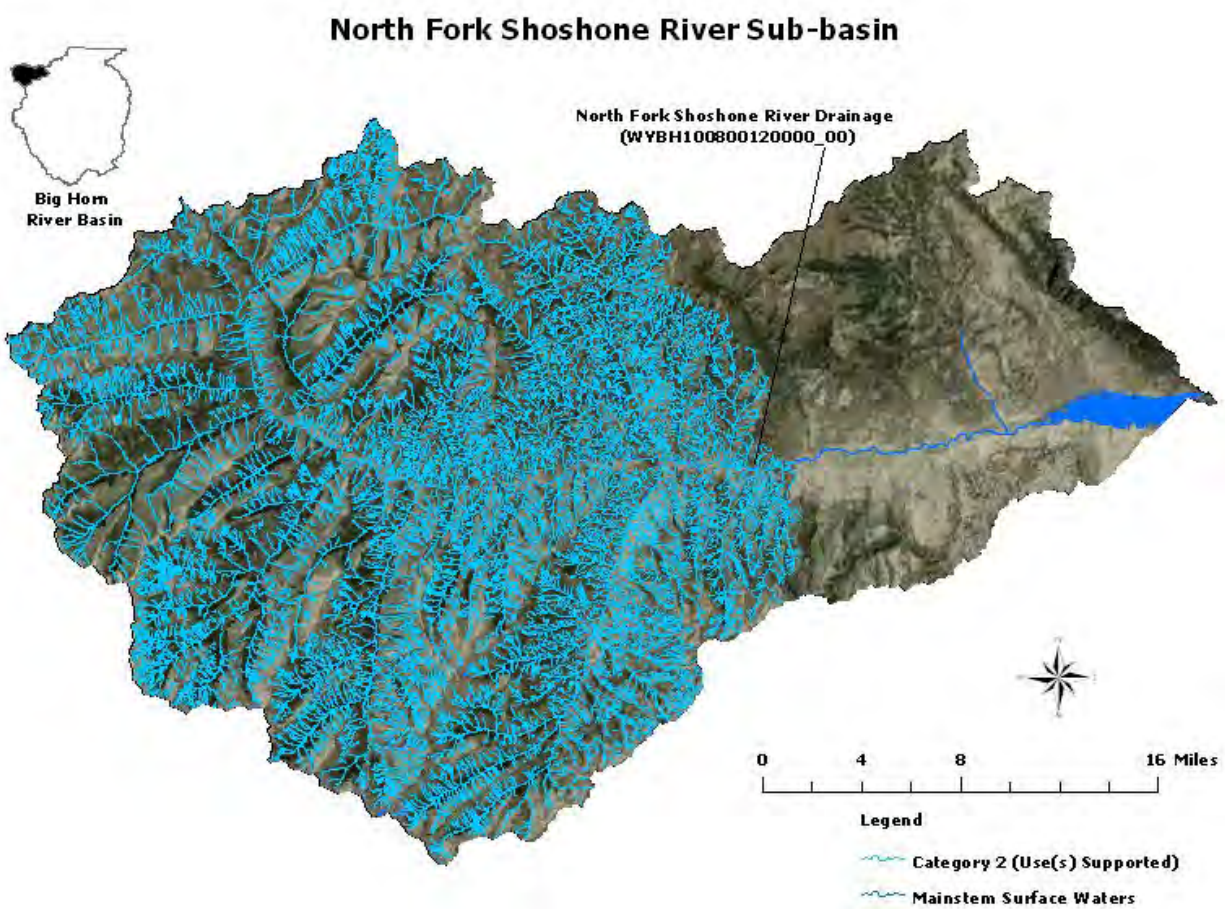 North Fork Shoshone River Sub-basin
North Fork Shoshone River Drainage
(WYBH100800120000_00)
Big Horn
River Basin
0 8 16 Miles
Legend
Category 2 (Use(s) Supported)
Mainstem Surface Waters